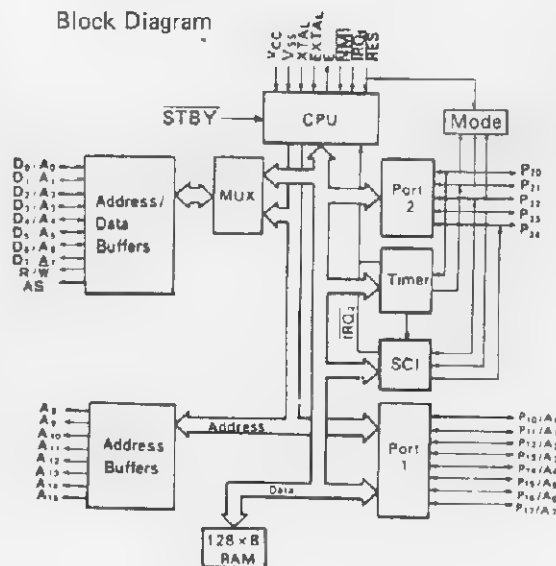 Block Diagram
VCC
VSS
XTAL
EXTAL
E
NMI
IRQ1
RES
STBY
CPU
Mode
D0/A0
D1/A1
D2/A2
D3/A3
D4/A4
D5/A5
D6/A6
D7/A7
R/W
AS
Address/
Data
Buffers
MUX
Port
2
P20
P21
P22
P23
P24
Timer
IRQ2
SCI
A8
A9
A10
A11
A12
A13
A14
A15
Address
Buffers
Address
Data
Port
1
P10/A0
P11/A1
P12/A2
P13/A3
P14/A4
P15/A5
P16/A6
P17/A7
128 × 8
RAM